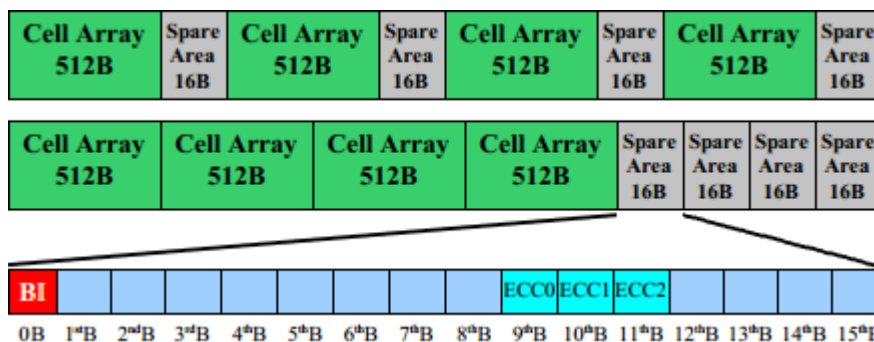 Cell Array Spare Cell Array Spare Cell Array Spare Cell Array Spare
512B Area 512B Area 512B Area 512B Area
16B 16B 16B 16B
Cell Array Cell Array Cell Array Cell Array Spare Spare Spare Spare
512B 512B 512B 512B Area Area Area Area
16B 16B 16B 16B
BI ECC0 ECC1 ECC2
0B 1stB 2ndB 3rdB 4thB 5thB 6thB 7thB 8thB 9thB 10thB 11thB 12thB 13thB 14thB 15thB